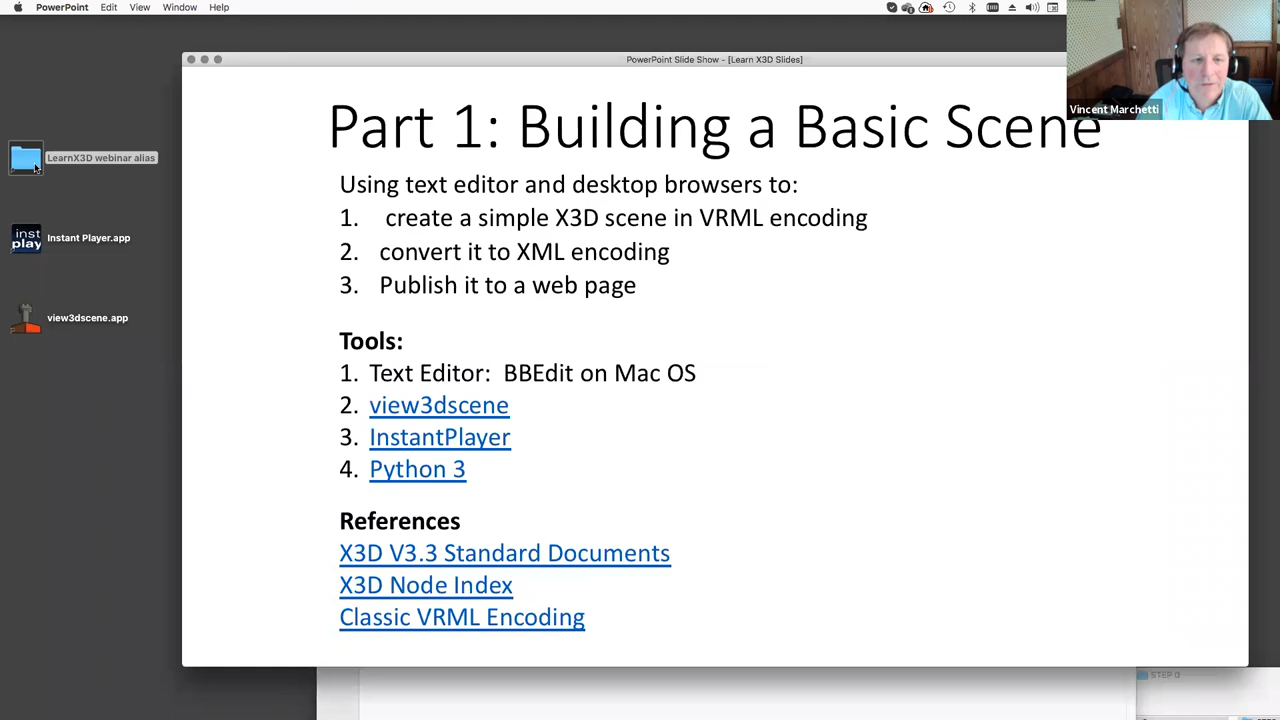 PowerPoint Edit View Window Help
PowerPoint Slide Show - [Learn X3D Slides]
Vincent Marchetti
LearnX3D webinar alias
inst
play
Instant Player.app
view3dscene.app
Part 1: Building a Basic Scene
Using text editor and desktop browsers to:
1. create a simple X3D scene in VRML encoding
2. convert it to XML encoding
3. Publish it to a web page
Tools:
1. Text Editor: BBEdit on Mac OS
2. view3dscene
3. InstantPlayer
4. Python 3
References
X3D V3.3 Standard Documents
X3D Node Index
Classic VRML Encoding
STEP 0